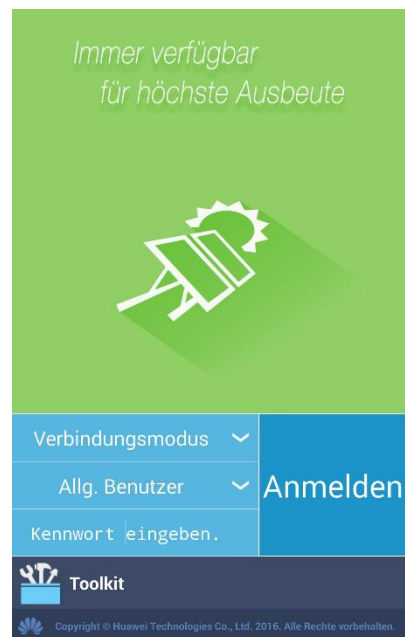 Immer verfügbar
für höchste Ausbeute
Verbindungsmodus
Allg. Benutzer
Kennwort eingeben.
Anmelden
Toolkit
Copyright © Huawei Technologies Co., Ltd. 2016. Alle Rechte vorbehalten.